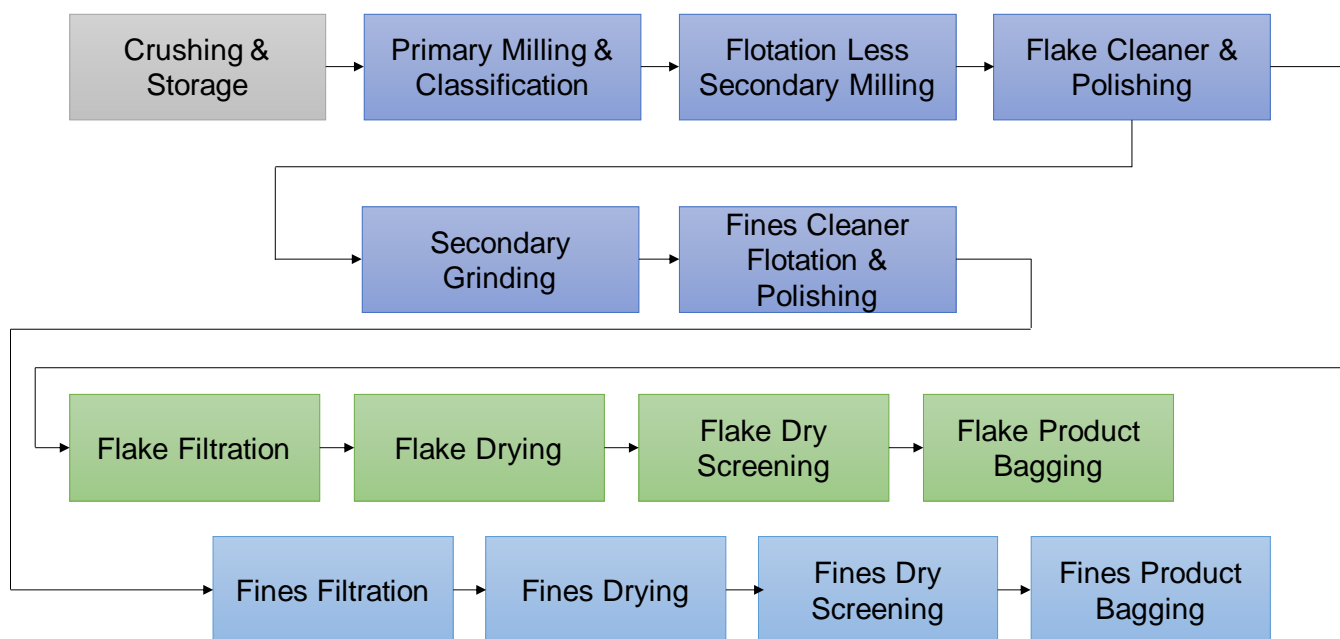 Crushing &
Storage
Primary Milling &
Classification
Flotation Less
Secondary Milling
Flake Cleaner &
Polishing
Secondary
Grinding
Fines Cleaner
Flotation &
Polishing
Flake Filtration
Flake Drying
Flake Dry
Screening
Flake Product
Bagging
Fines Filtration
Fines Drying
Fines Dry
Screening
Fines Product
Bagging